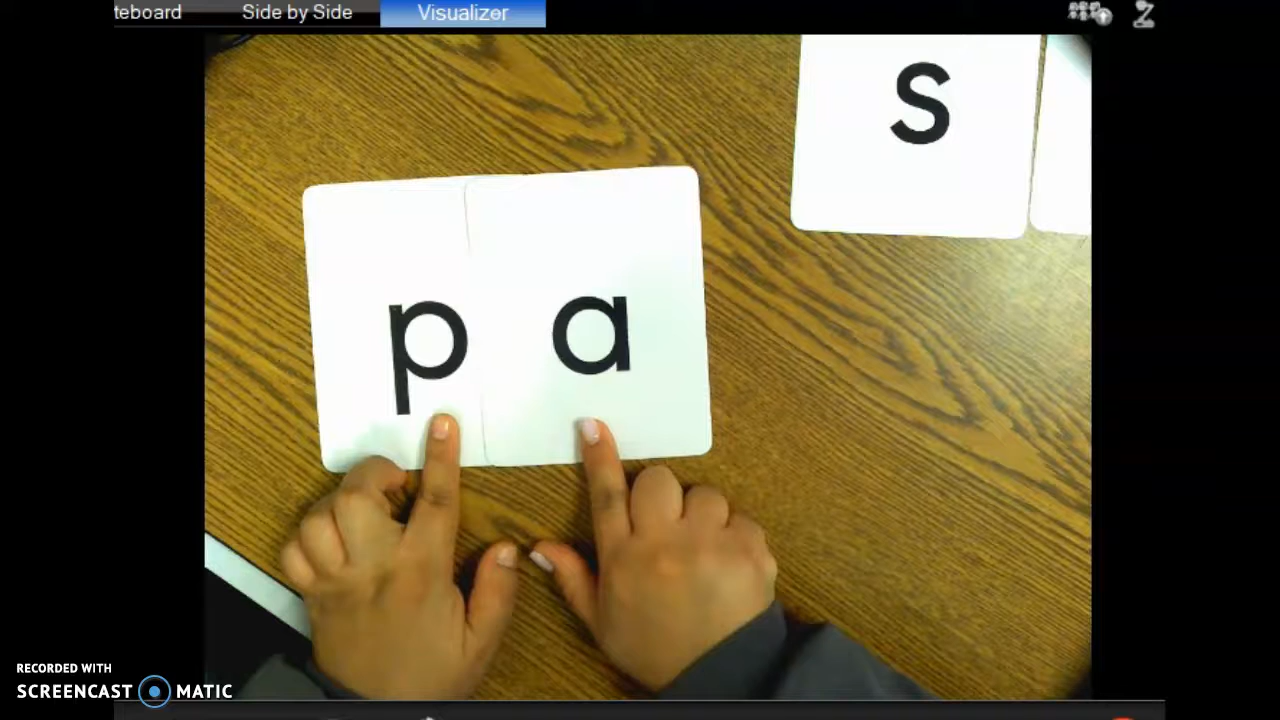 teboard Side by Side Visualizer
s
p a
RECORDED WITH
SCREENCAST MATIC